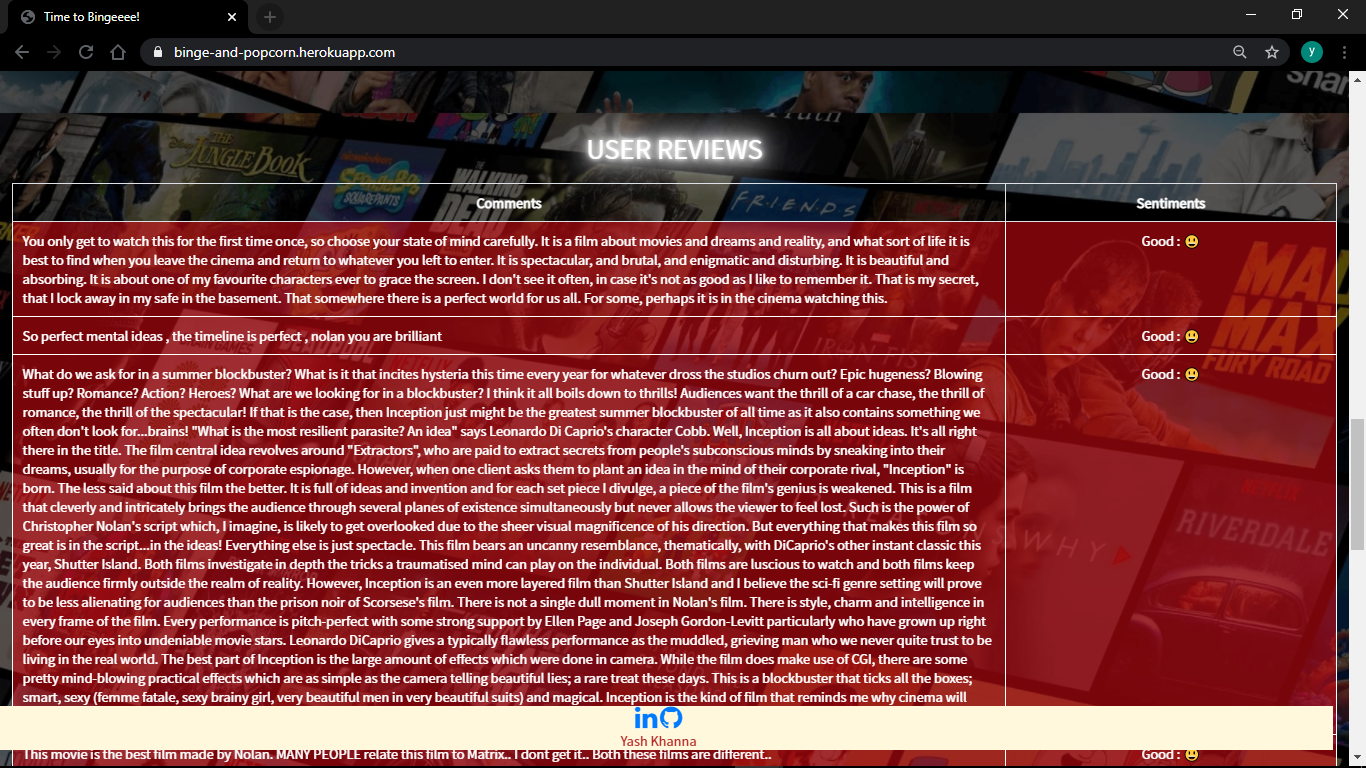 Time to Bingeeee!
binge-and-popcorn.herokuapp.com
y
Truth
shar
THE
JUNGLE BOOK
nickelodeon
SpongeBob
SQUAREPANTS
THE
WALKING
DEAD
F·R·I·E·N·D·S
USER REVIEWS
Comments
Sentiments
You only get to watch this for the first time once, so choose your state of mind carefully. It is a film about movies and dreams and reality, and what sort of life it is
best to find when you leave the cinema and return to whatever you left to enter. It is spectacular, and brutal, and enigmatic and disturbing. It is beautiful and
absorbing. It is about one of my favourite characters ever to grace the screen. I don't see it often, in case it's not as good as I like to remember it. That is my secret,
that I lock away in my safe in the basement. That somewhere there is a perfect world for us all. For some, perhaps it is in the cinema watching this.
Good : 😃
So perfect mental ideas , the timeline is perfect , nolan you are brilliant
Good : 😃
What do we ask for in a summer blockbuster? What is it that incites hysteria this time every year for whatever dross the studios churn out? Epic hugeness? Blowing
stuff up? Romance? Action? Heroes? What are we looking for in a blockbuster? I think it all boils down to thrills! Audiences want the thrill of a car chase, the thrill of
romance, the thrill of the spectacular! If that is the case, then Inception just might be the greatest summer blockbuster of all time as it also contains something we
often don't look for...brains! "What is the most resilient parasite? An idea" says Leonardo Di Caprio's character Cobb. Well, Inception is all about ideas. It's all right
there in the title. The film central idea revolves around "Extractors", who are paid to extract secrets from people's subconscious minds by sneaking into their
dreams, usually for the purpose of corporate espionage. However, when one client asks them to plant an idea in the mind of their corporate rival, "Inception" is
born. The less said about this film the better. It is full of ideas and invention and for each set piece I divulge, a piece of the film's genius is weakened. This is a film
that cleverly and intricately brings the audience through several planes of existence simultaneously but never allows the viewer to feel lost. Such is the power of
Christopher Nolan's script which, I imagine, is likely to get overlooked due to the sheer visual magnificence of his direction. But everything that makes this film so
great is in the script...in the ideas! Everything else is just spectacle. This film bears an uncanny resemblance, thematically, with DiCaprio's other instant classic this
year, Shutter Island. Both films investigate in depth the tricks a traumatised mind can play on the individual. Both films are luscious to watch and both films keep
the audience firmly outside the realm of reality. However, Inception is an even more layered film than Shutter Island and I believe the sci-fi genre setting will prove
to be less alienating for audiences than the prison noir of Scorsese's film. There is not a single dull moment in Nolan's film. There is style, charm and intelligence in
every frame of the film. Every performance is pitch-perfect with some strong support by Ellen Page and Joseph Gordon-Levitt particularly who have grown up right
before our eyes into undeniable movie stars. Leonardo DiCaprio gives a typically flawless performance as the muddled, grieving man who we never quite trust to be
living in the real world. The best part of Inception is the large amount of effects which were done in camera. While the film does make use of CGI, there are some
pretty mind-blowing practical effects which are as simple as the camera telling beautiful lies; a rare treat these days. This is a blockbuster that ticks all the boxes;
smart, sexy (femme fatale, sexy brainy girl, very beautiful men in very beautiful suits) and magical. Inception is the kind of film that reminds me why cinema will
Good : 😃
MAD
MAX
FURY ROAD
IRON FIST
NETFLIX
RIVERDALE
WHY
in
Yash Khanna
This movie is the best film made by Nolan. MANY PEOPLE relate this film to Matrix.. I dont get it.. Both these films are different..
Good : 😃